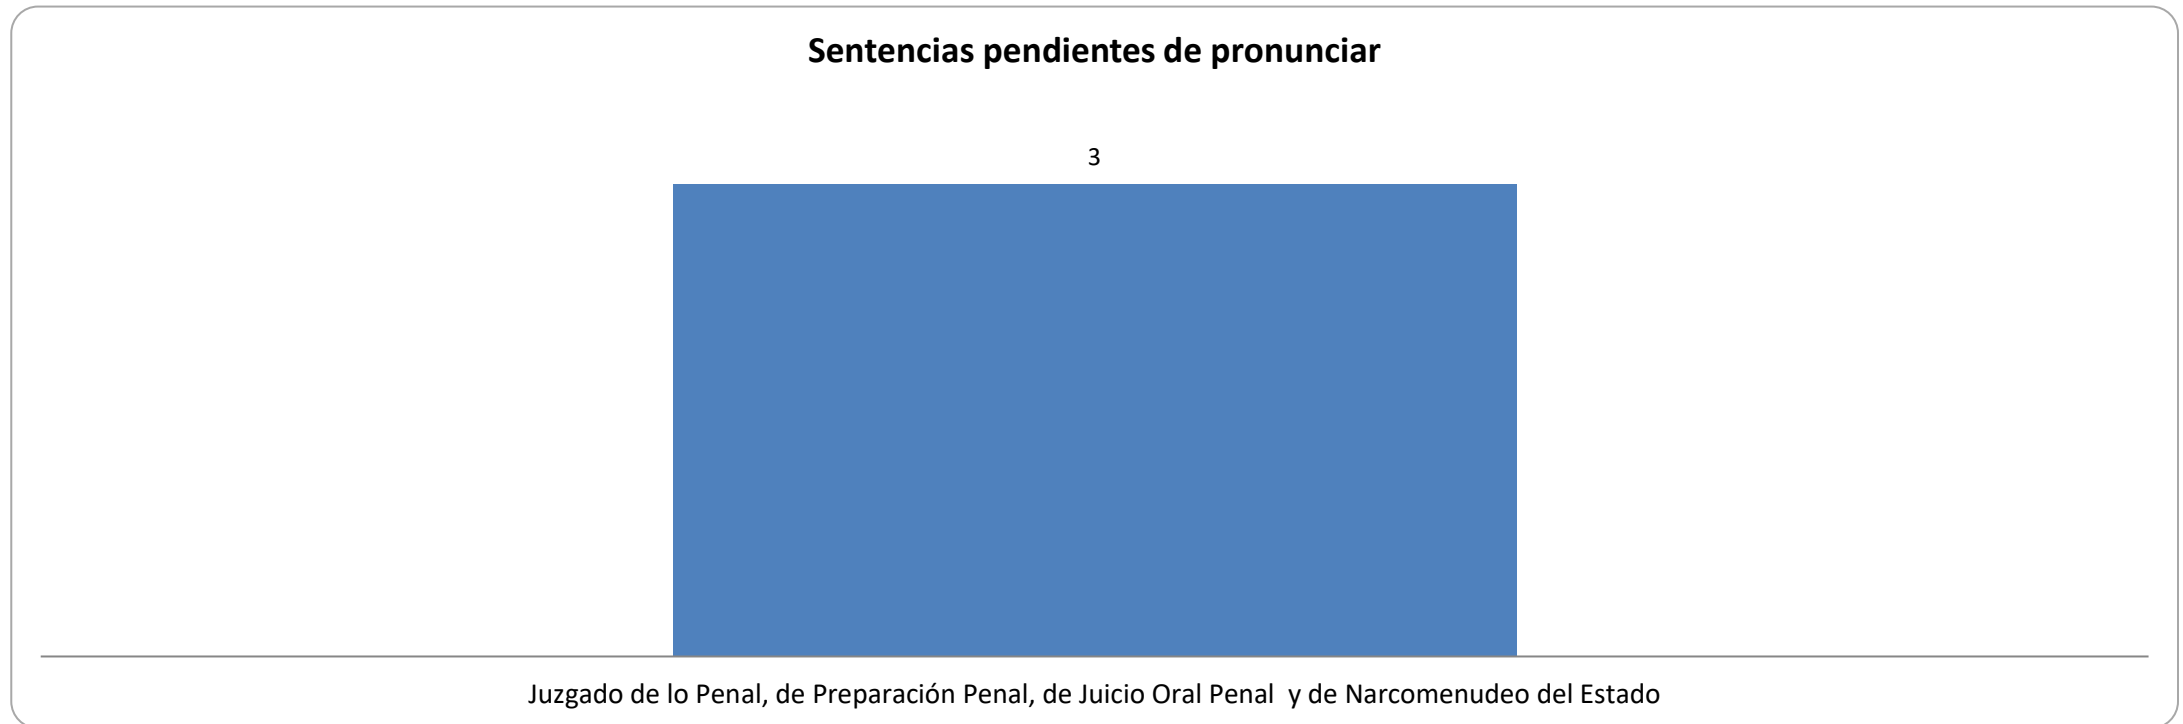 Sentencias pendientes de pronunciar
3
Juzgado de lo Penal, de Preparación Penal, de Juicio Oral Penal  y de Narcomenudeo del Estado